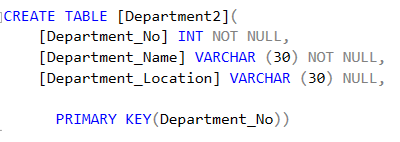 CREATE TABLE [Department2](
[Department_No] INT NOT NULL,
[Department_Name] VARCHAR (30) NOT NULL,
[Department_Location] VARCHAR (30) NULL,
PRIMARY KEY(Department_No))